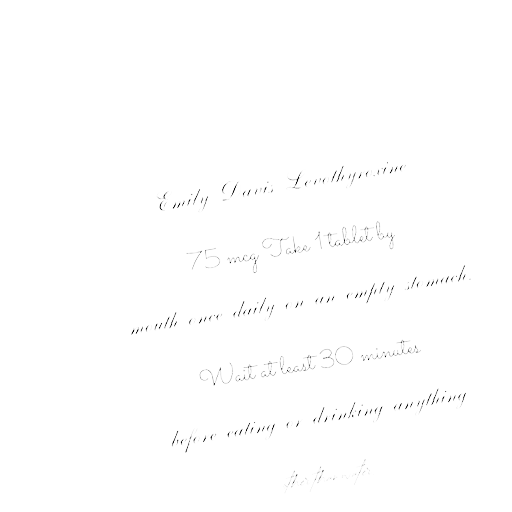 Emily Davis Levothyroxine
75 mcg Take 1 tablet by
mouth once daily on an empty stomach.
Wait at least 30 minutes
before eating or drinking anything